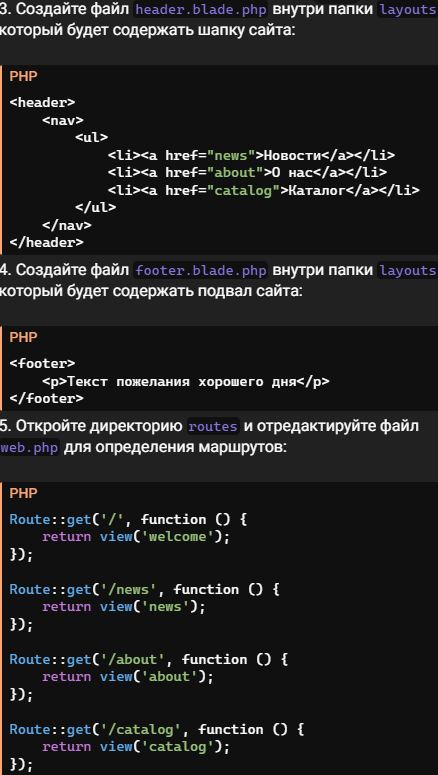 3. Создайте файл header.blade.php внутри папки layouts
который будет содержать шапку сайта:
PHP
<header>
    <nav>
        <ul>
            <li><a href="news">Новости</a></li>
            <li><a href="about">О нас</a></li>
            <li><a href="catalog">Каталог</a></li>
        </ul>
    </nav>
</header>
4. Создайте файл footer.blade.php внутри папки layouts
который будет содержать подвал сайта:
PHP
<footer>
    <p>Текст пожелания хорошего дня</p>
</footer>
5. Откройте директорию routes и отредактируйте файл
web.php для определения маршрутов:
PHP
Route::get('/', function () {
    return view('welcome');
});
Route::get('/news', function () {
    return view('news');
});
Route::get('/about', function () {
    return view('about');
});
Route::get('/catalog', function () {
    return view('catalog');
});